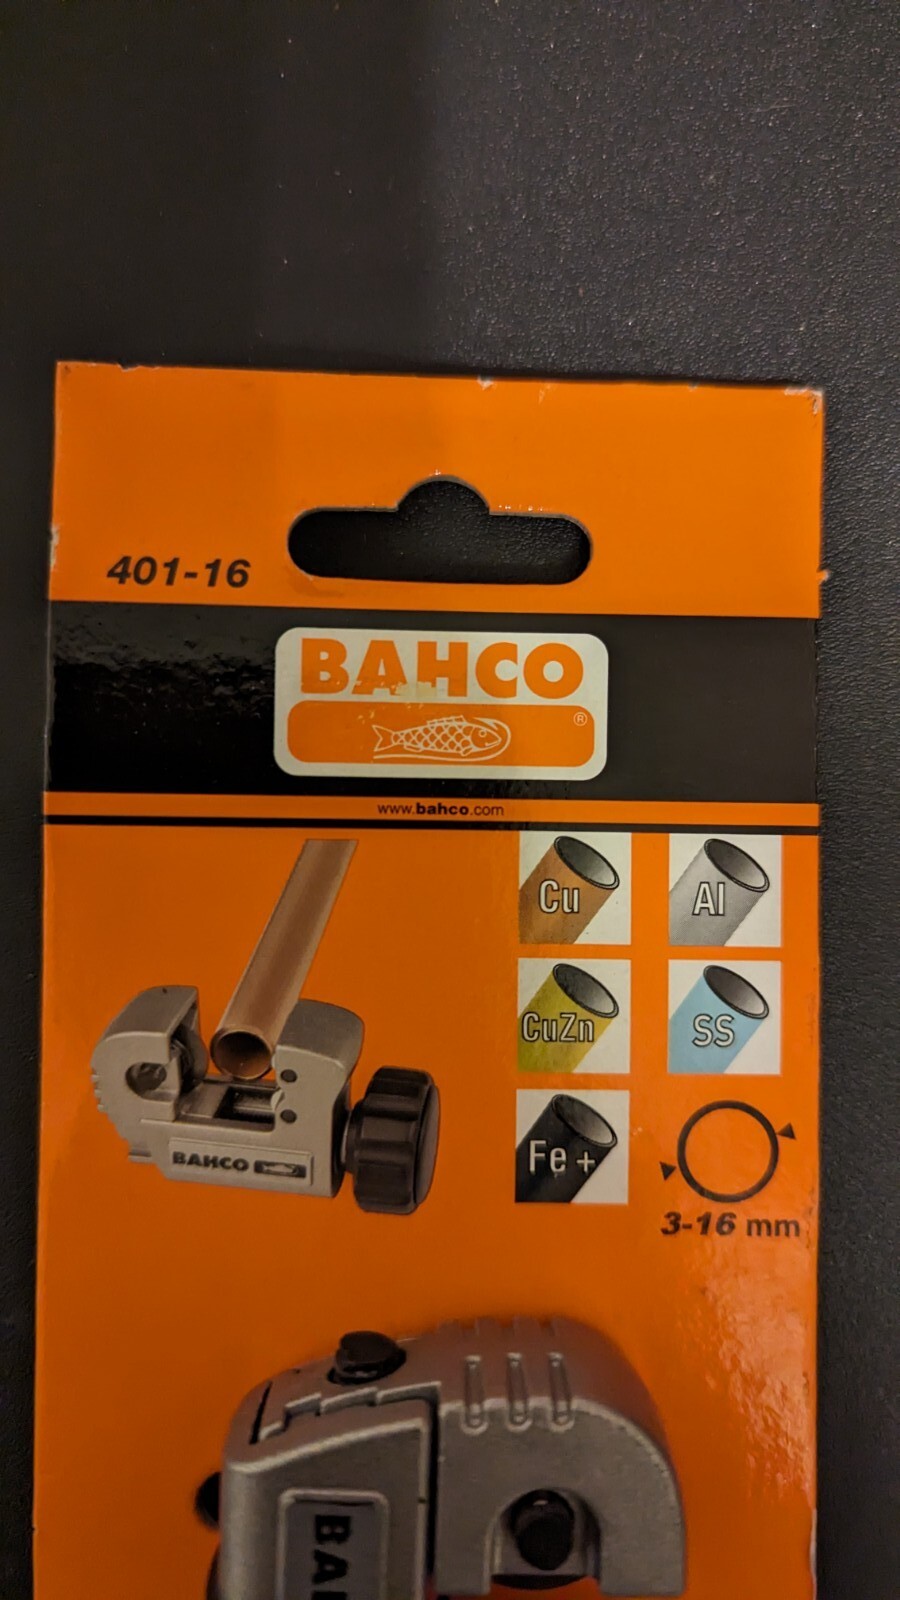 401-16
BAHCO
®
www.bahco.com
Cu
Al
CuZn
SS
BAHCO
Fe +
3-16 mm